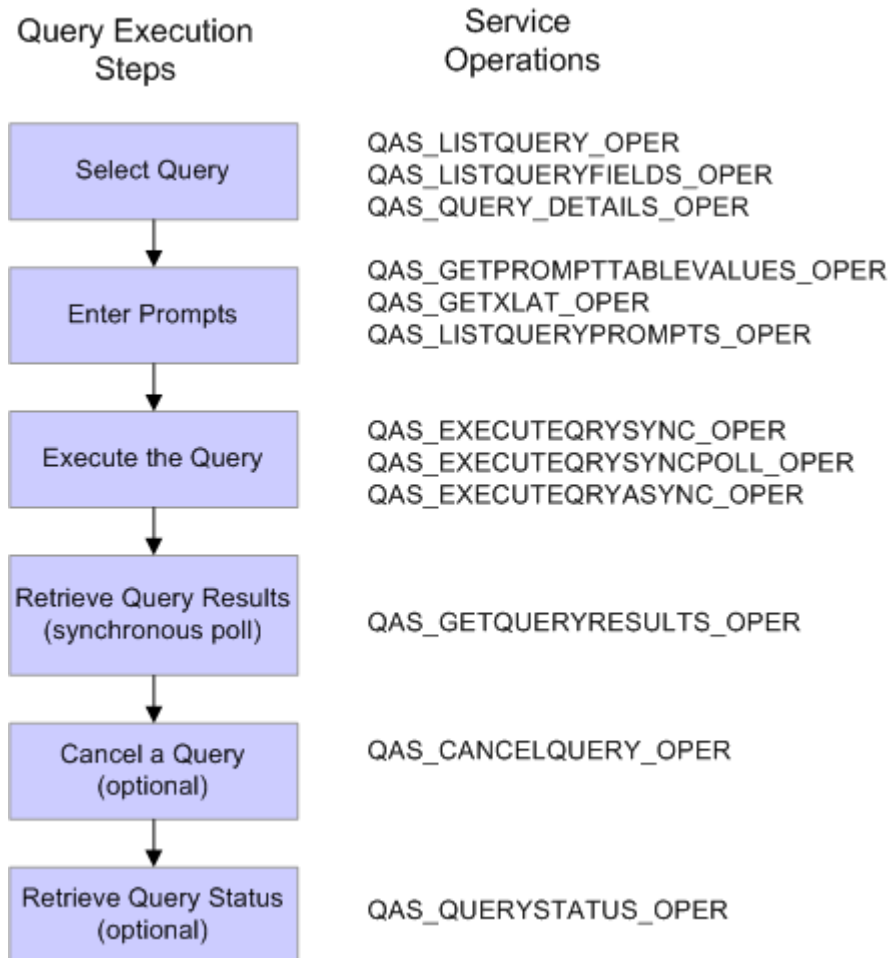 Query Execution
Steps
Service
Operations
Select Query
QAS_LISTQUERY_OPER
QAS_LISTQUERYFIELDS_OPER
QAS_QUERY_DETAILS_OPER
Enter Prompts
QAS_GETPROMPTTABLEVALUES_OPER
QAS_GETXLAT_OPER
QAS_LISTQUERYPROMPTS_OPER
Execute the Query
QAS_EXECUTEQRYSYNC_OPER
QAS_EXECUTEQRYSYNCPOLL_OPER
QAS_EXECUTEQRYASYNC_OPER
Retrieve Query Results
(synchronous poll)
QAS_GETQUERYRESULTS_OPER
Cancel a Query
(optional)
QAS_CANCELQUERY_OPER
Retrieve Query Status
(optional)
QAS_QUERYSTATUS_OPER